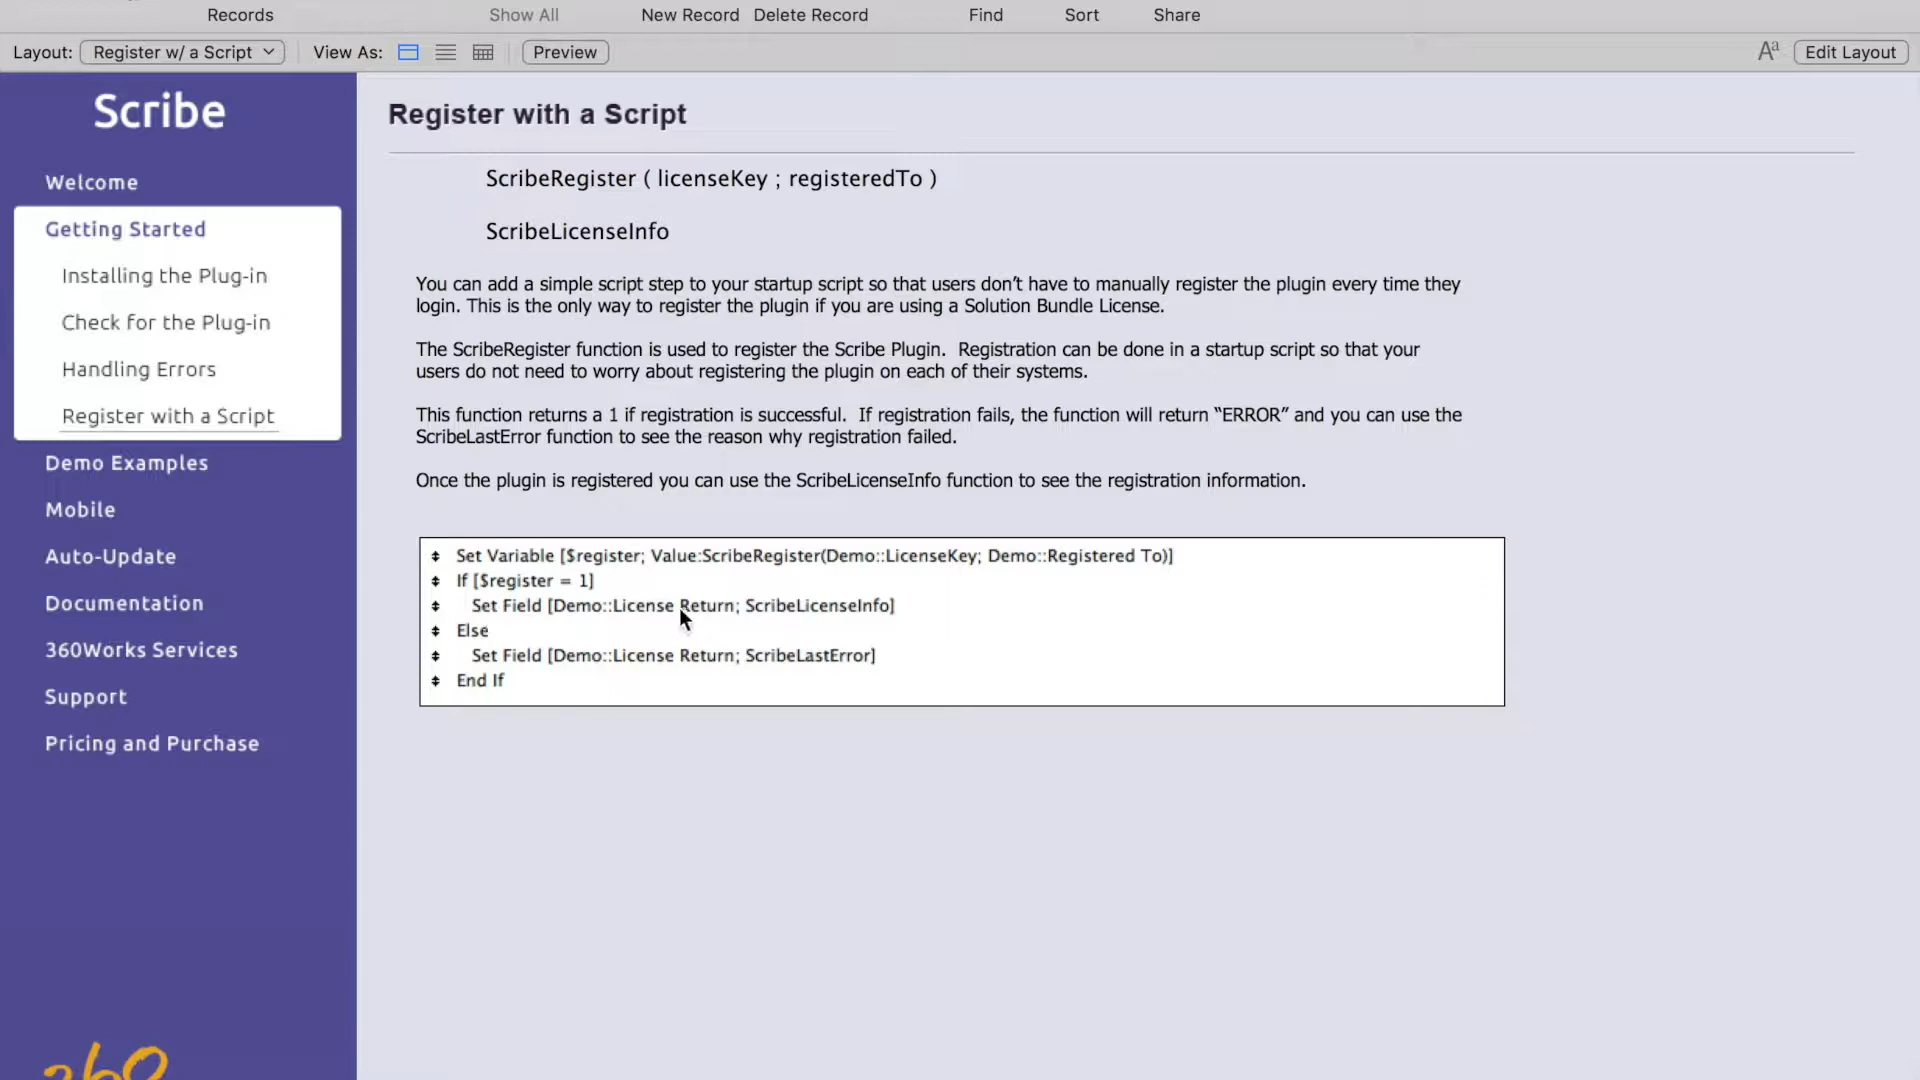 Records
Show All
New Record
Delete Record
Find
Sort
Share
Layout: Register w/ a Script
View As:
Preview
Edit Layout
Scribe
Welcome
Getting Started
Installing the Plug-in
Check for the Plug-in
Handling Errors
Register with a Script
Demo Examples
Mobile
Auto-Update
Documentation
360Works Services
Support
Pricing and Purchase
360
Register with a Script
ScribeRegister ( licenseKey ; registeredTo )
ScribeLicenseInfo
You can add a simple script step to your startup script so that users don’t have to manually register the plugin every time they
login. This is the only way to register the plugin if you are using a Solution Bundle License.
The ScribeRegister function is used to register the Scribe Plugin.  Registration can be done in a startup script so that your
users do not need to worry about registering the plugin on each of their systems.
This function returns a 1 if registration is successful.  If registration fails, the function will return “ERROR” and you can use the
ScribeLastError function to see the reason why registration failed.
Once the plugin is registered you can use the ScribeLicenseInfo function to see the registration information.
Set Variable [$register; Value:ScribeRegister(Demo::LicenseKey; Demo::Registered To)]
If [$register = 1]
Set Field [Demo::License Return; ScribeLicenseInfo]
Else
Set Field [Demo::License Return; ScribeLastError]
End If